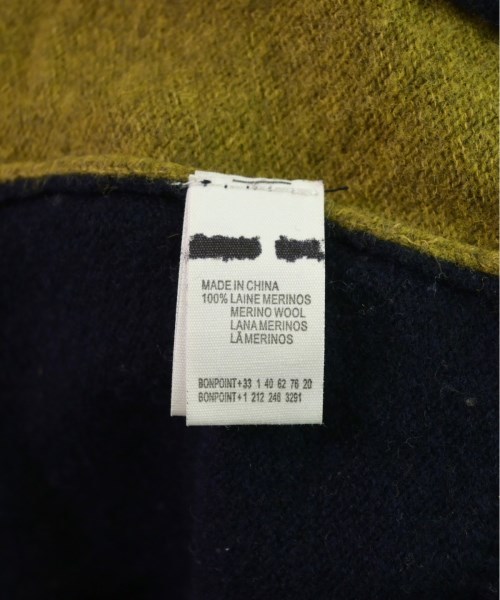 MADE IN CHINA
100% LAINE MERINOS
MERINO WOOL
LANA MERINOS
LÃ MERINOS
BONPOINT+33 1 40 62 76 20
BONPOINT+1 212 246 3291